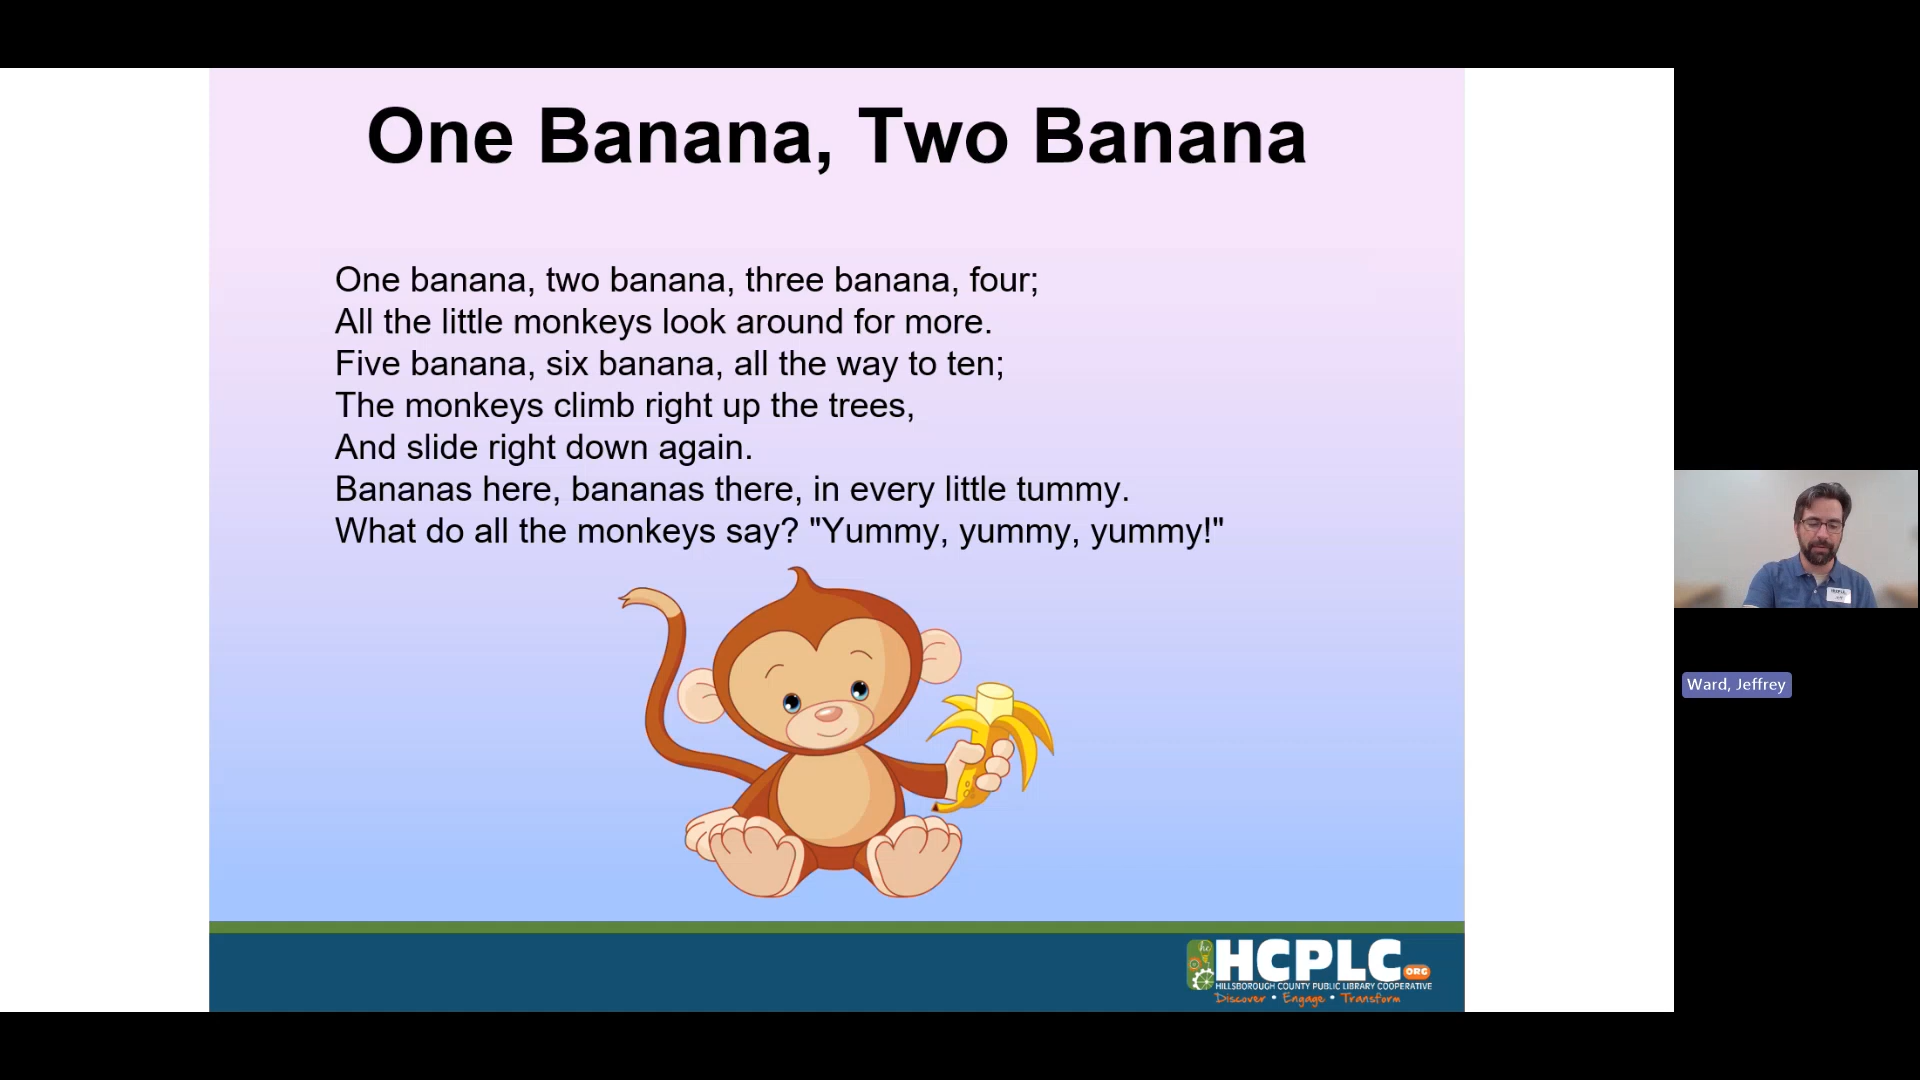 One Banana, Two Banana
One banana, two banana, three banana, four;
All the little monkeys look around for more.
Five banana, six banana, all the way to ten;
The monkeys climb right up the trees,
And slide right down again.
Bananas here, bananas there, in every little tummy.
What do all the monkeys say? "Yummy, yummy, yummy!"
Ward, Jeffrey
hc
HCPLC ORG
HILLSBOROUGH COUNTY PUBLIC LIBRARY COOPERATIVE
Discover • Engage • Transform